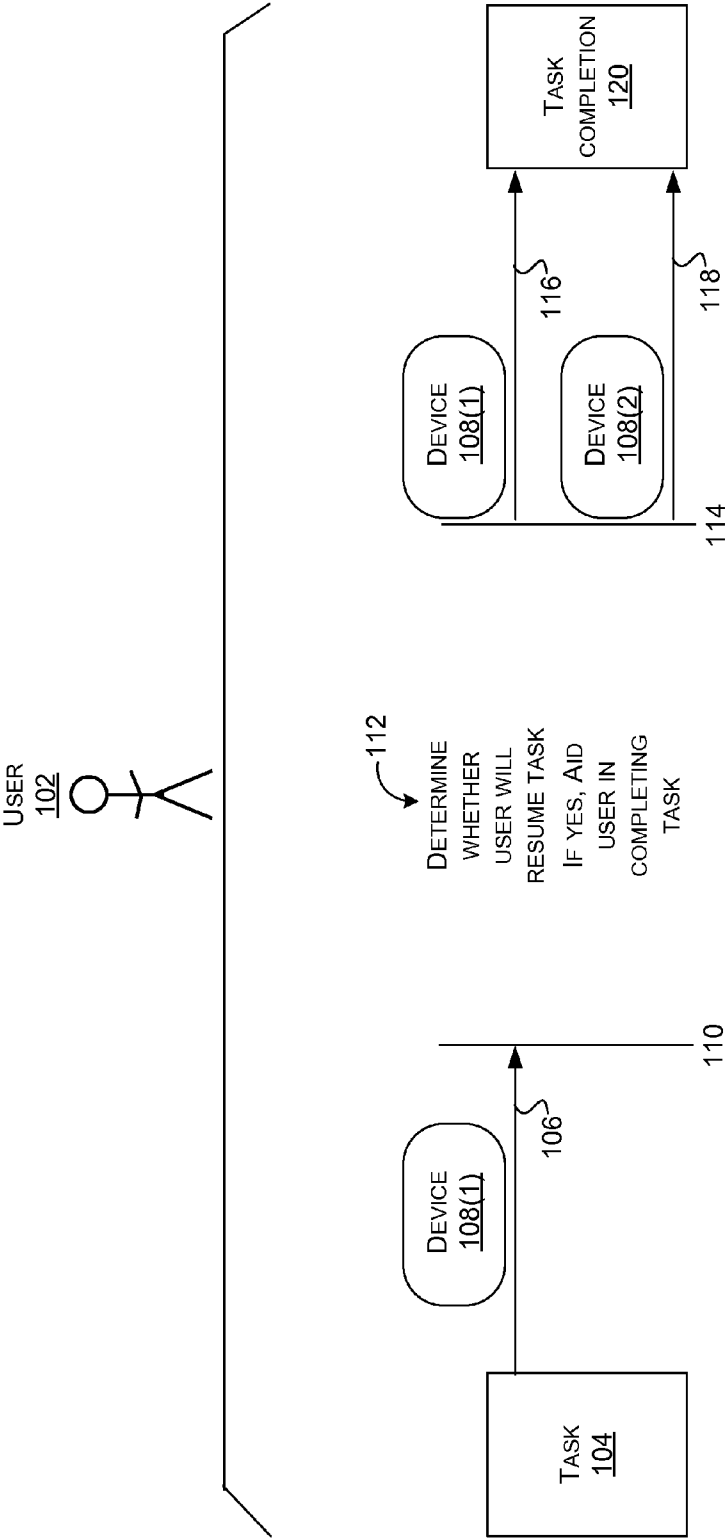 USER
102
TASK
104
DEVICE
108(1)
106
110
112
DETERMINE
WHETHER
USER WILL
RESUME TASK
IF YES, AID
USER IN
COMPLETING
TASK
DEVICE
108(1)
116
DEVICE
108(2)
118
114
TASK
COMPLETION
120